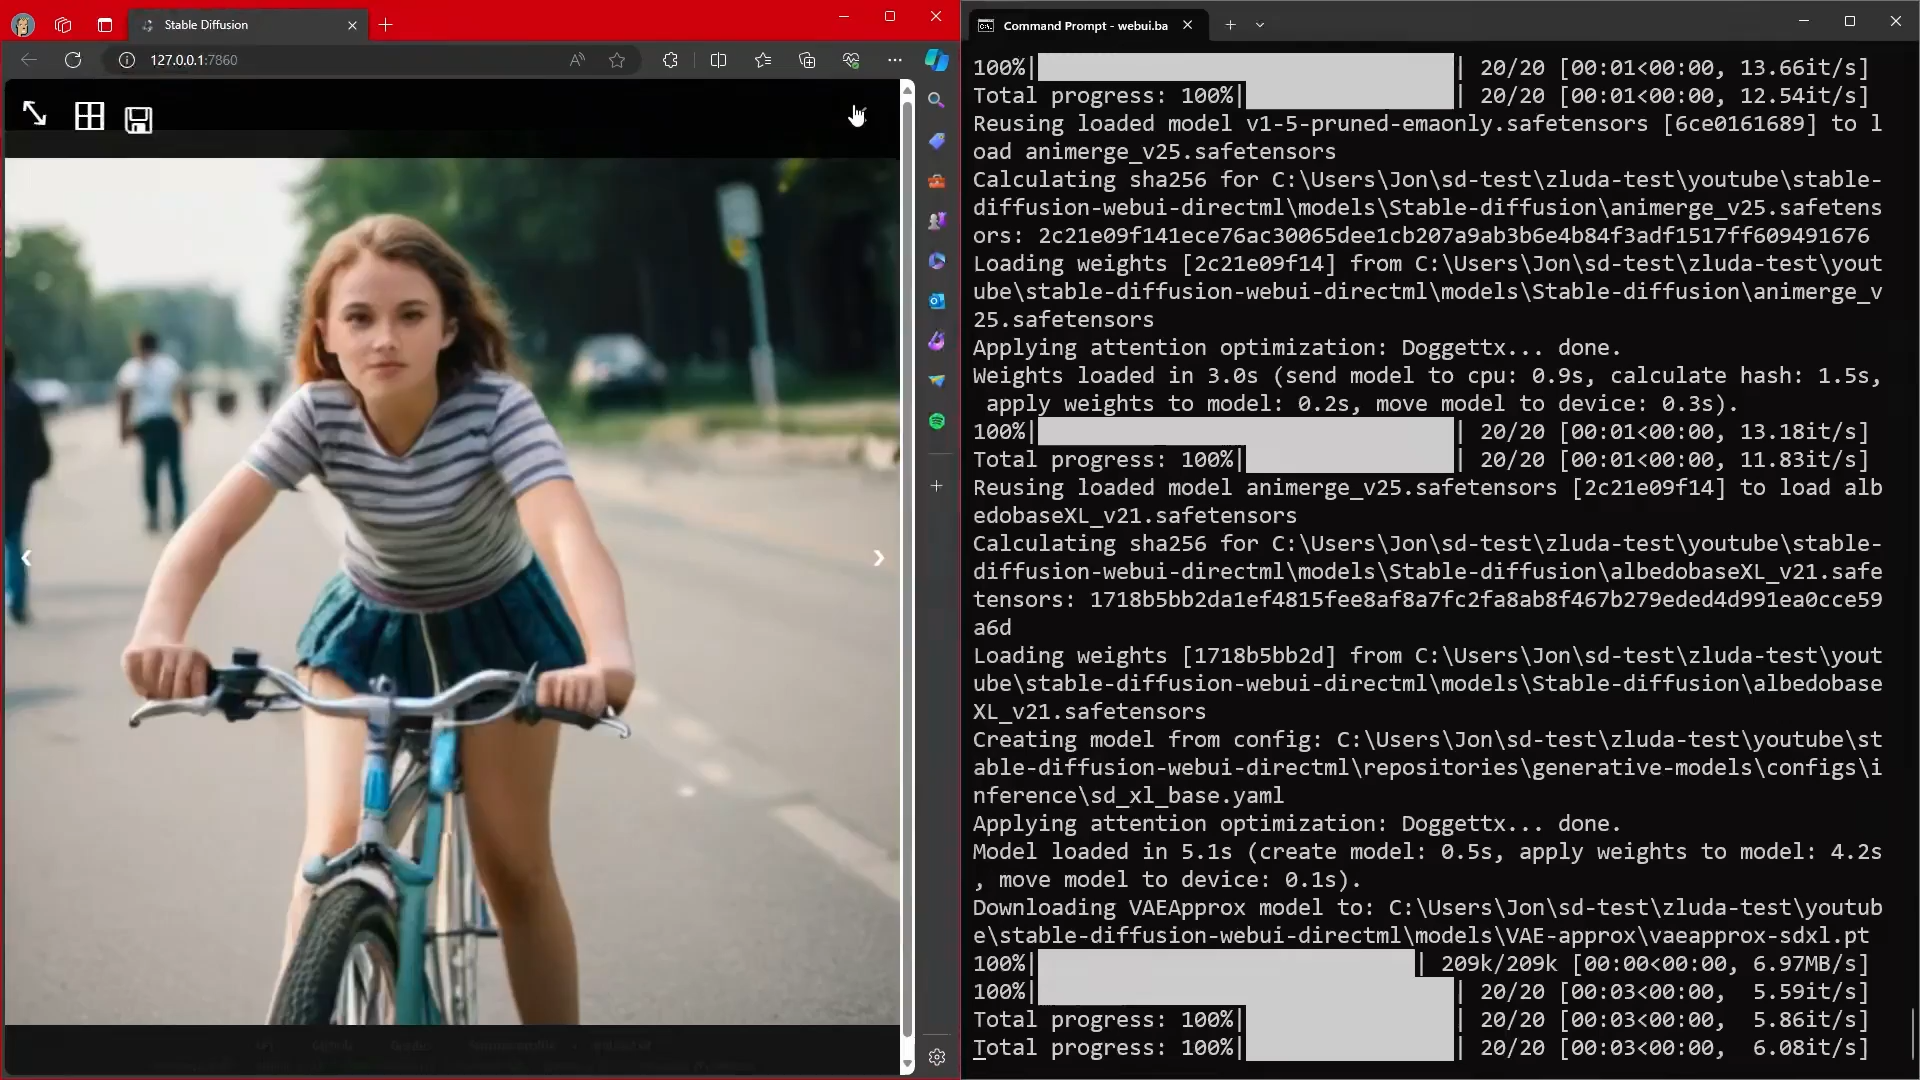 Stable Diffusion
127.0.0.1:7860
Command Prompt - webui.ba
100%| | 20/20 [00:01<00:00, 13.66it/s]
Total progress: 100%| | 20/20 [00:01<00:00, 12.54it/s]
Reusing loaded model v1-5-pruned-emaonly.safetensors [6ce0161689] to l
oad animerge_v25.safetensors
Calculating sha256 for C:\Users\Jon\sd-test\zluda-test\youtube\stable-
diffusion-webui-directml\models\Stable-diffusion\animerge_v25.safetens
ors: 2c21e09f141ece76ac30065dee1cb207a9ab3b6e4b84f3adf1517ff609491676
Loading weights [2c21e09f14] from C:\Users\Jon\sd-test\zluda-test\yout
ube\stable-diffusion-webui-directml\models\Stable-diffusion\animerge_v
25.safetensors
Applying attention optimization: Doggettx... done.
Weights loaded in 3.0s (send model to cpu: 0.9s, calculate hash: 1.5s,
 apply weights to model: 0.2s, move model to device: 0.3s).
100%| | 20/20 [00:01<00:00, 13.18it/s]
Total progress: 100%| | 20/20 [00:01<00:00, 11.83it/s]
Reusing loaded model animerge_v25.safetensors [2c21e09f14] to load alb
edobaseXL_v21.safetensors
Calculating sha256 for C:\Users\Jon\sd-test\zluda-test\youtube\stable-
diffusion-webui-directml\models\Stable-diffusion\albedobaseXL_v21.safe
tensors: 1718b5bb2da1ef4815fee8af8a7fc2fa8ab8f467b279eded4d991ea0cce59
a6d
Loading weights [1718b5bb2d] from C:\Users\Jon\sd-test\zluda-test\yout
ube\stable-diffusion-webui-directml\models\Stable-diffusion\albedobase
XL_v21.safetensors
Creating model from config: C:\Users\Jon\sd-test\zluda-test\youtube\st
able-diffusion-webui-directml\repositories\generative-models\configs\i
nference\sd_xl_base.yaml
Applying attention optimization: Doggettx... done.
Model loaded in 5.1s (create model: 0.5s, apply weights to model: 4.2s
, move model to device: 0.1s).
Downloading VAEApprox model to: C:\Users\Jon\sd-test\zluda-test\youtub
e\stable-diffusion-webui-directml\models\VAE-approx\vaeapprox-sdxl.pt
100%| | 209k/209k [00:00<00:00, 6.97MB/s]
100%| | 20/20 [00:03<00:00,  5.59it/s]
Total progress: 100%| | 20/20 [00:03<00:00,  5.86it/s]
Total progress: 100%| | 20/20 [00:03<00:00,  6.08it/s]